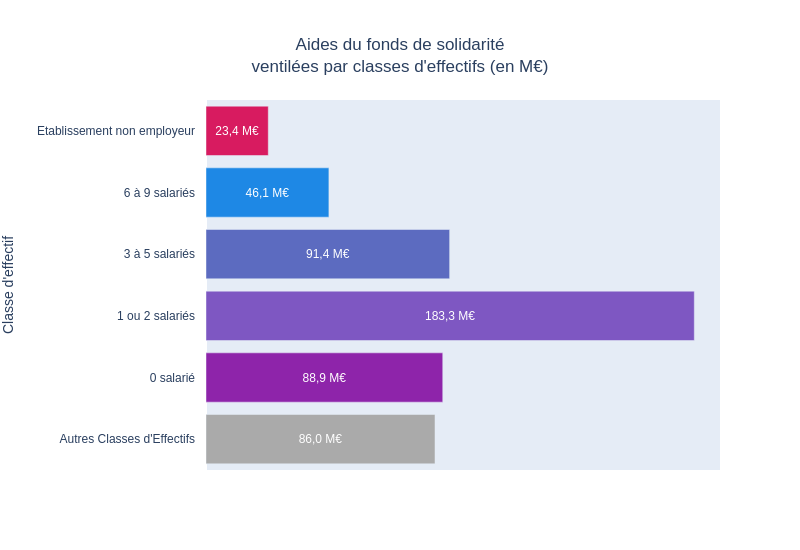 Aides du fonds de solidarité
ventilées par classes d'effectifs (en M€)
Classe d'effectif
Etablissement non employeur
23,4 M€
6 à 9 salariés
46,1 M€
3 à 5 salariés
91,4 M€
1 ou 2 salariés
183,3 M€
0 salarié
88,9 M€
Autres Classes d'Effectifs
86,0 M€